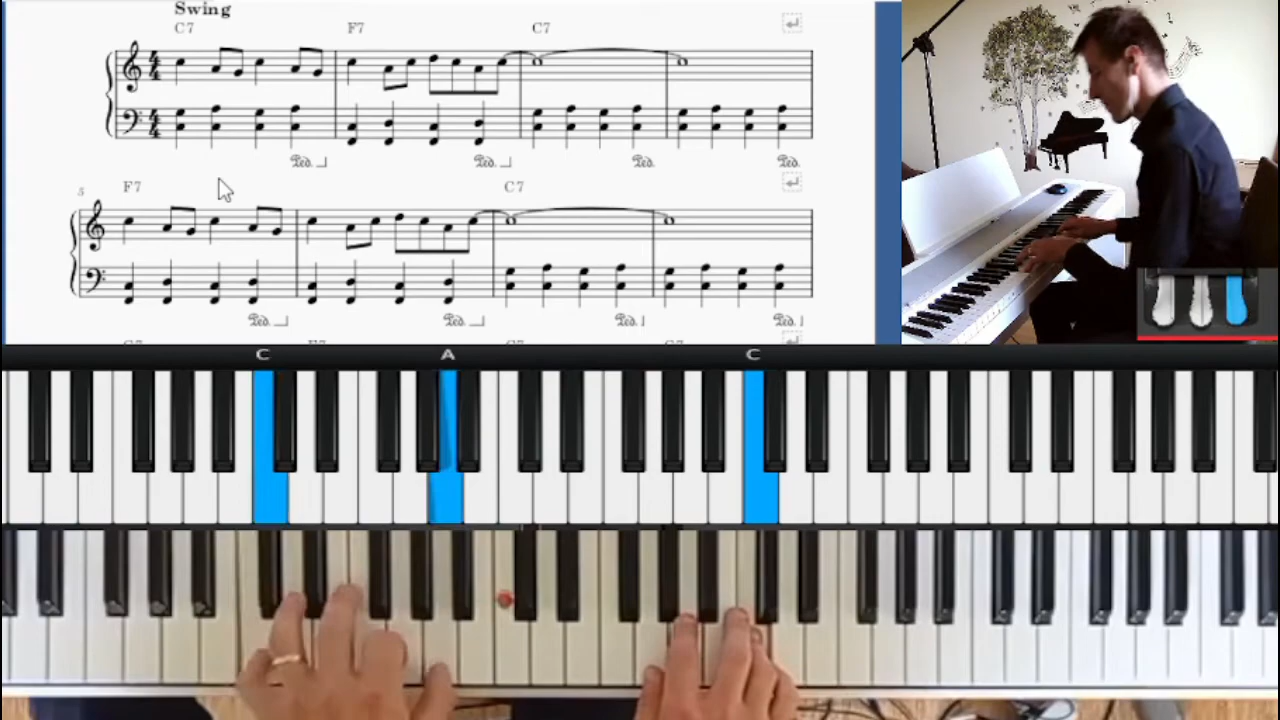 Swing
C7 F7 C7
Ped. Ped. Ped. Ped.
5
F7 C7
Ped. Ped. Ped. Ped.
C A C